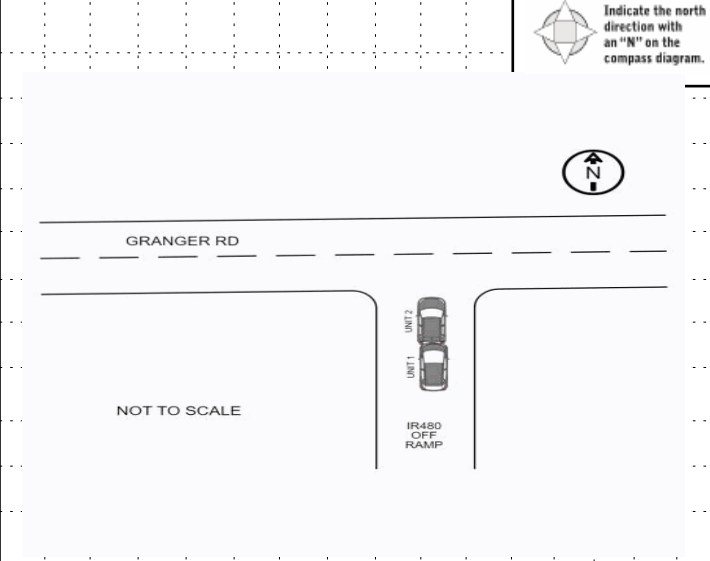 Indicate the north
direction with
an “N” on the
compass diagram.
N
GRANGER RD
UNIT 2
UNIT 1
NOT TO SCALE
IR480
OFF
RAMP